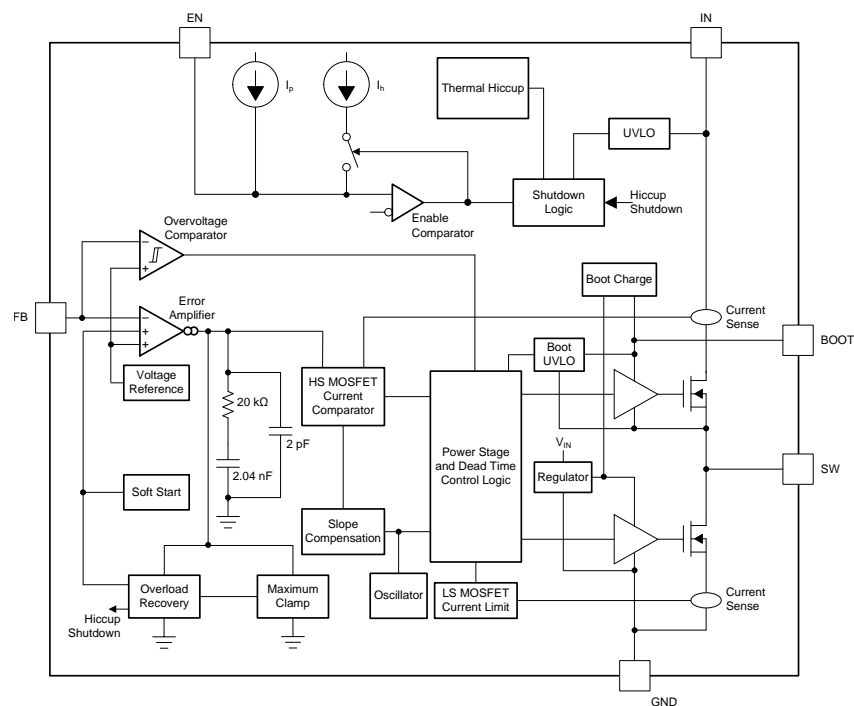 EN
IN
Ip
Ih
Thermal Hiccup
UVLO
Shutdown
Logic
Hiccup
Shutdown
Enable
Comparator
Overvoltage
Comparator
−
+
Boot Charge
Current
Sense
BOOT
FB
Error
Amplifier
−
+
+
Voltage
Reference
20 kΩ
2 pF
2.04 nF
HS MOSFET
Current
Comparator
Boot
UVLO
Power Stage
and Dead Time
Control Logic
VIN
Regulator
SW
Soft Start
Slope
Compensation
Overload
Recovery
Maximum
Clamp
Oscillator
LS MOSFET
Current Limit
Current
Sense
Hiccup
Shutdown
GND